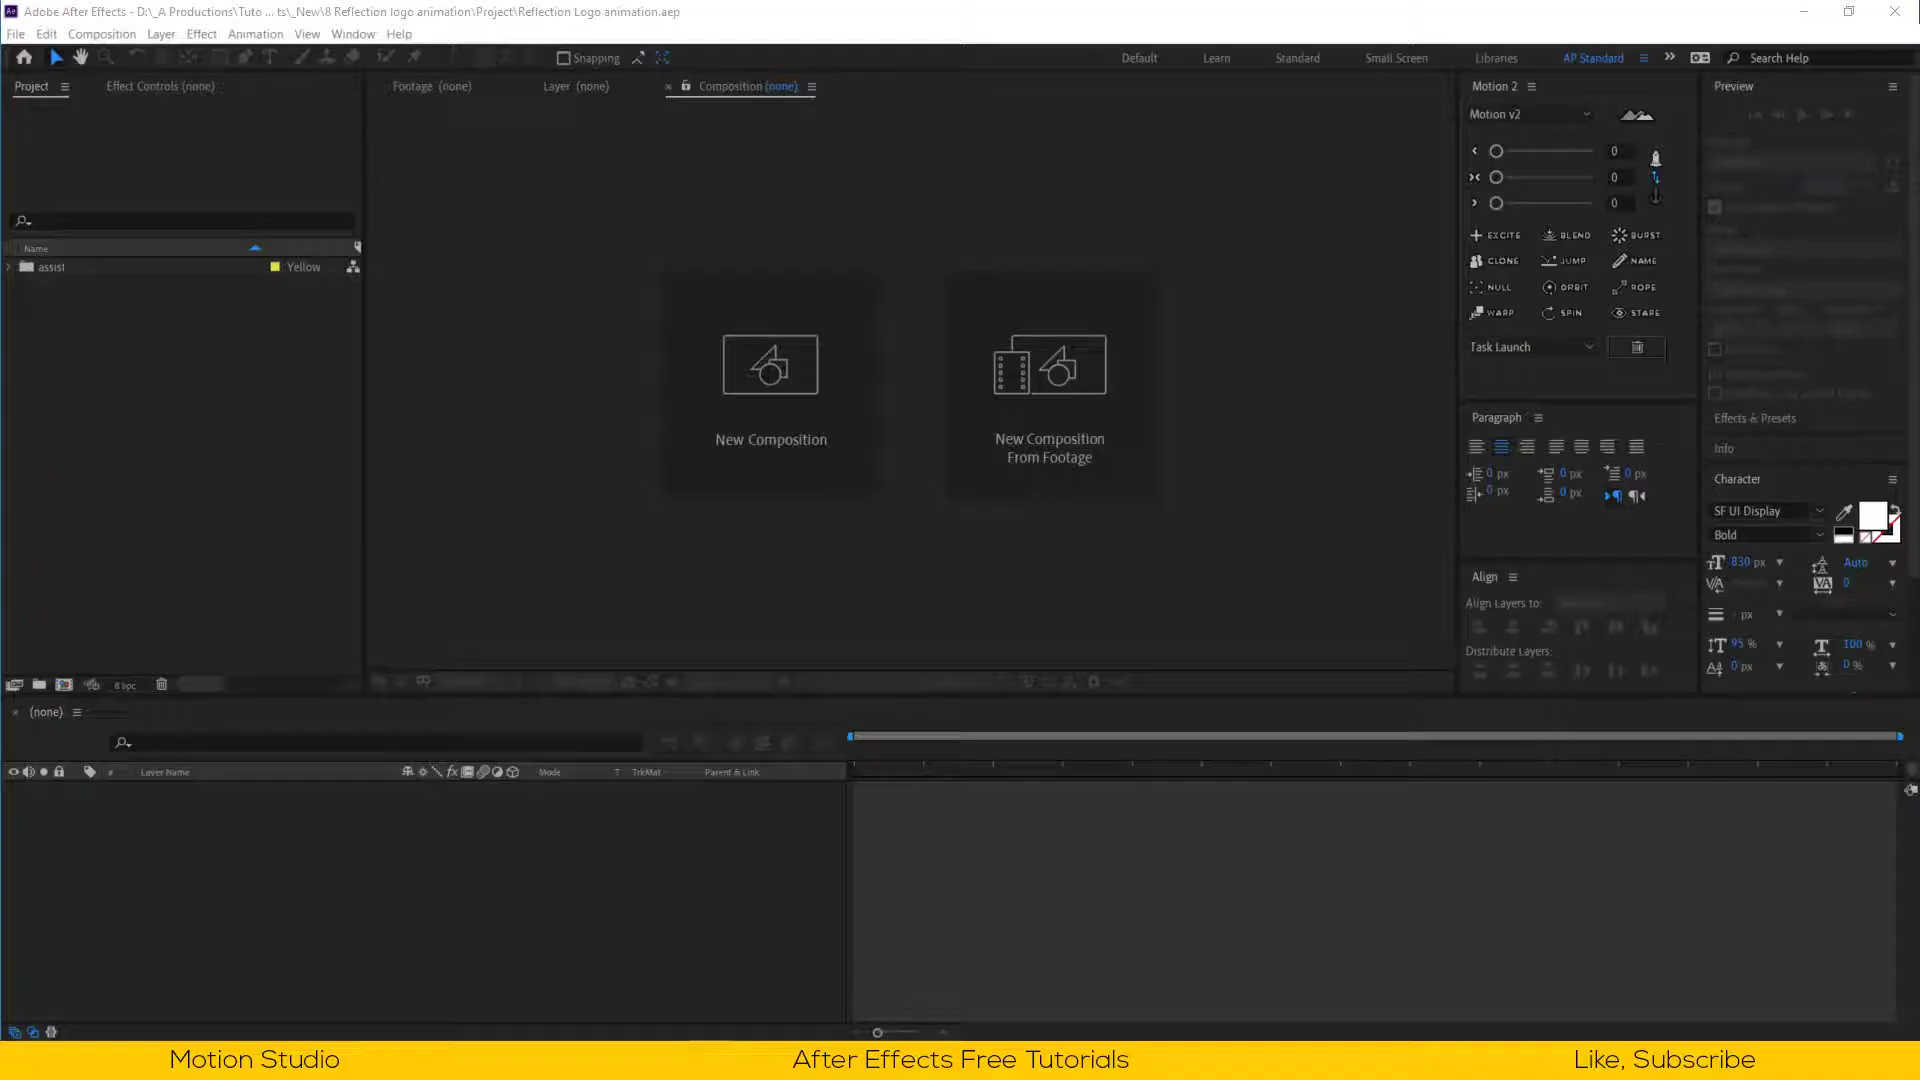 Adobe After Effects - D:\_A Productions\Tuto ... ts\_New\8 Reflection logo animation\Project\Reflection Logo animation.aep
File Edit Composition Layer Effect Animation View Window Help
Snapping Default Learn Standard Small Screen Libraries AP Standard Search Help
Project Effect Controls (none) Footage (none) Layer (none) Composition (none) Motion 2 Preview
Motion v2
0
0
0
EXCITE BLEND BURST
CLONE JUMP NAME
NULL ORBIT ROPE
WARP SPIN STARE
Task Launch
Name
assist Yellow
New Composition
New Composition
From Footage
Paragraph
0 px 0 px 0 px
0 px 0 px
Align
Align Layers to:
Distribute Layers:
Effects & Presets
Info
Character
SF UI Display
Bold
830 px Auto
0
- px
95 % 100 %
0 px 0 %
8 bpc
(none)
# Layer Name Mode T TrkMat Parent & Link
Motion Studio After Effects Free Tutorials Like, Subscribe